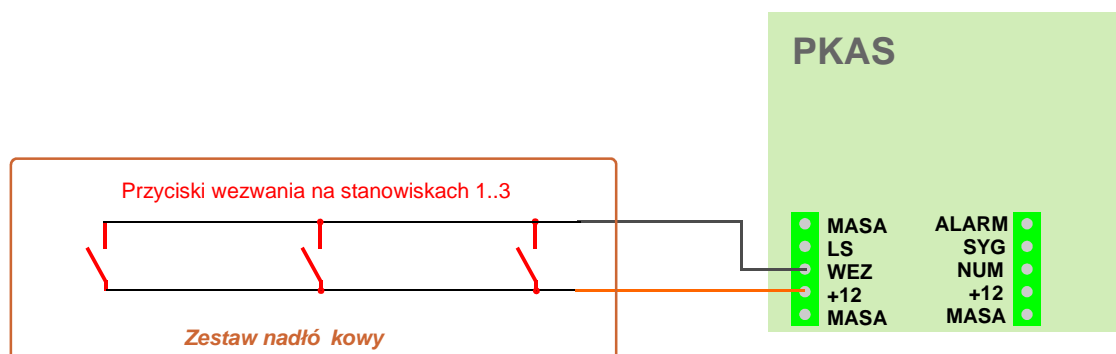 PKAS
Przyciski wezwania na stanowiskach 1..3
MASA ALARM
LS SYG
WEZ NUM
+12 +12
MASA MASA
Zestaw nadłó kowy